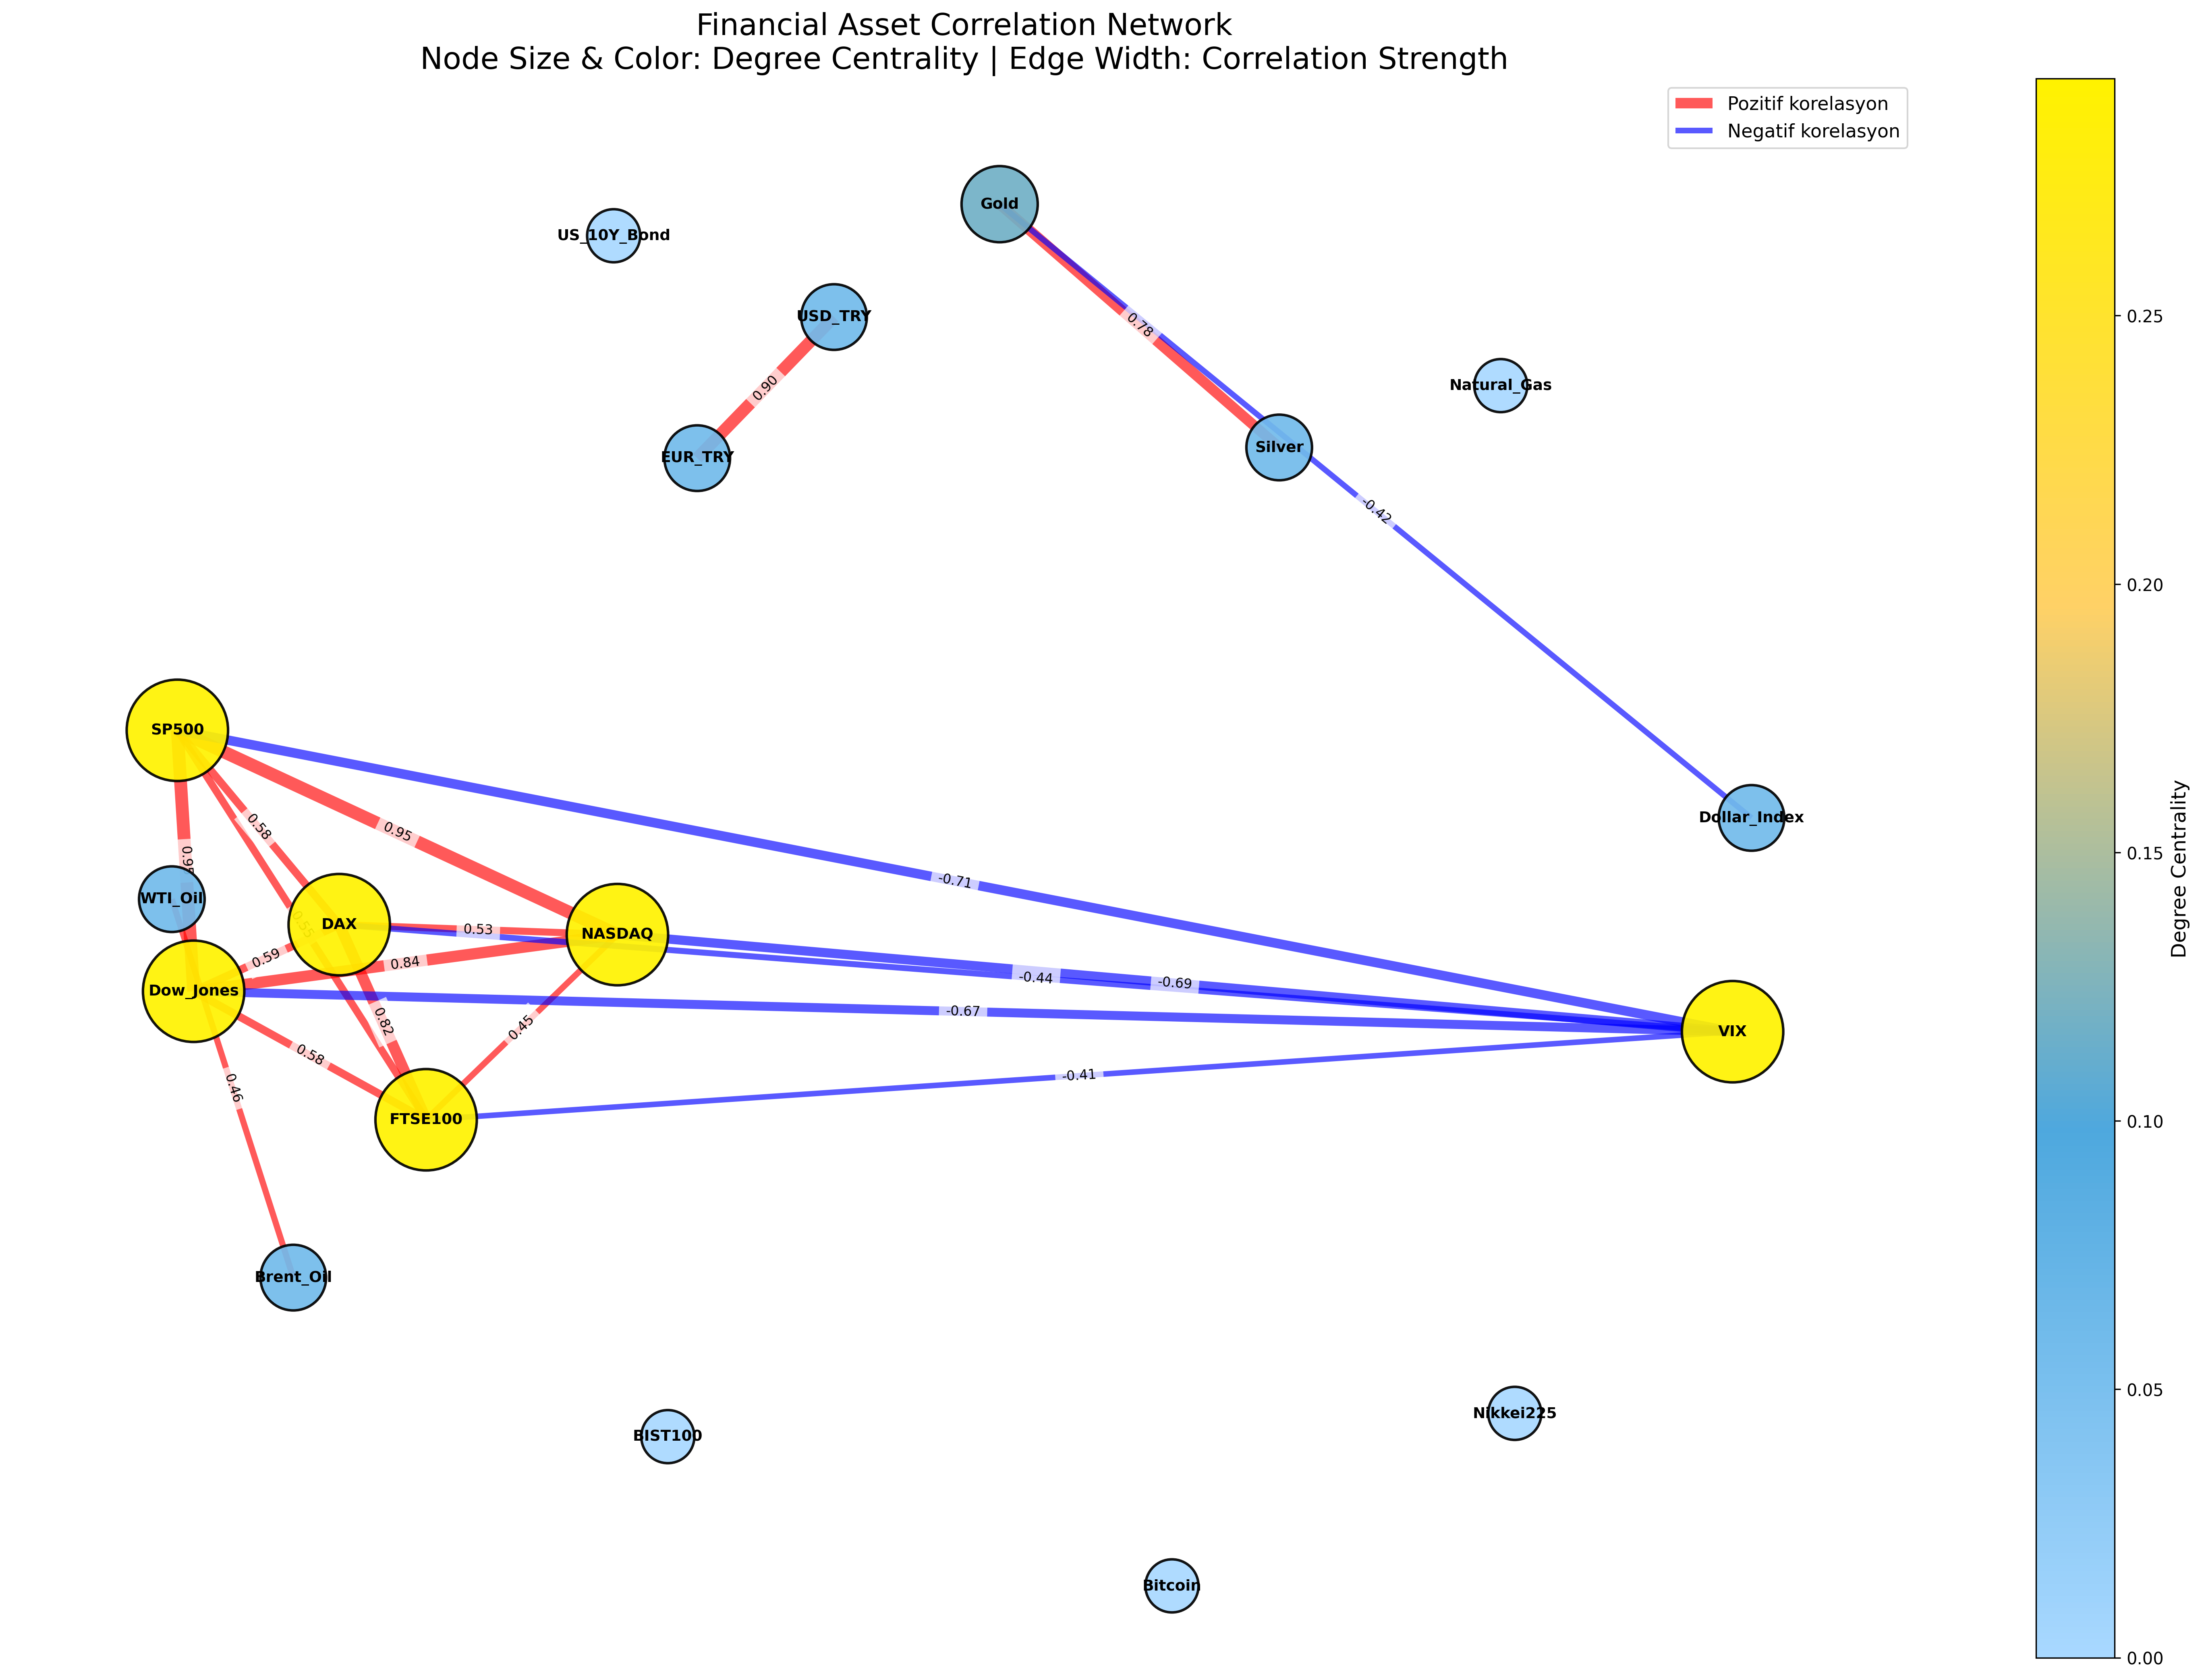 Financial Asset Correlation Network
Node Size & Color: Degree Centrality | Edge Width: Correlation Strength
Pozitif korelasyon
Negatif korelasyon
Gold
US_10Y_Bond
USD_TRY
0.78
Natural_Gas
0.90
Silver
EUR_TRY
-0.42
SP500
Dollar_Index
0.58
0.95
-0.71
WTI_Oil
DAX
0.55
0.53
NASDAQ
0.59
0.84
-0.44
-0.69
Dow_Jones
-0.67
0.82
0.45
VIX
0.58
-0.41
0.46
FTSE100
Brent_Oil
BIST100
Nikkei225
Bitcoin
0.25
0.20
0.15
0.10
0.05
0.00
Degree Centrality